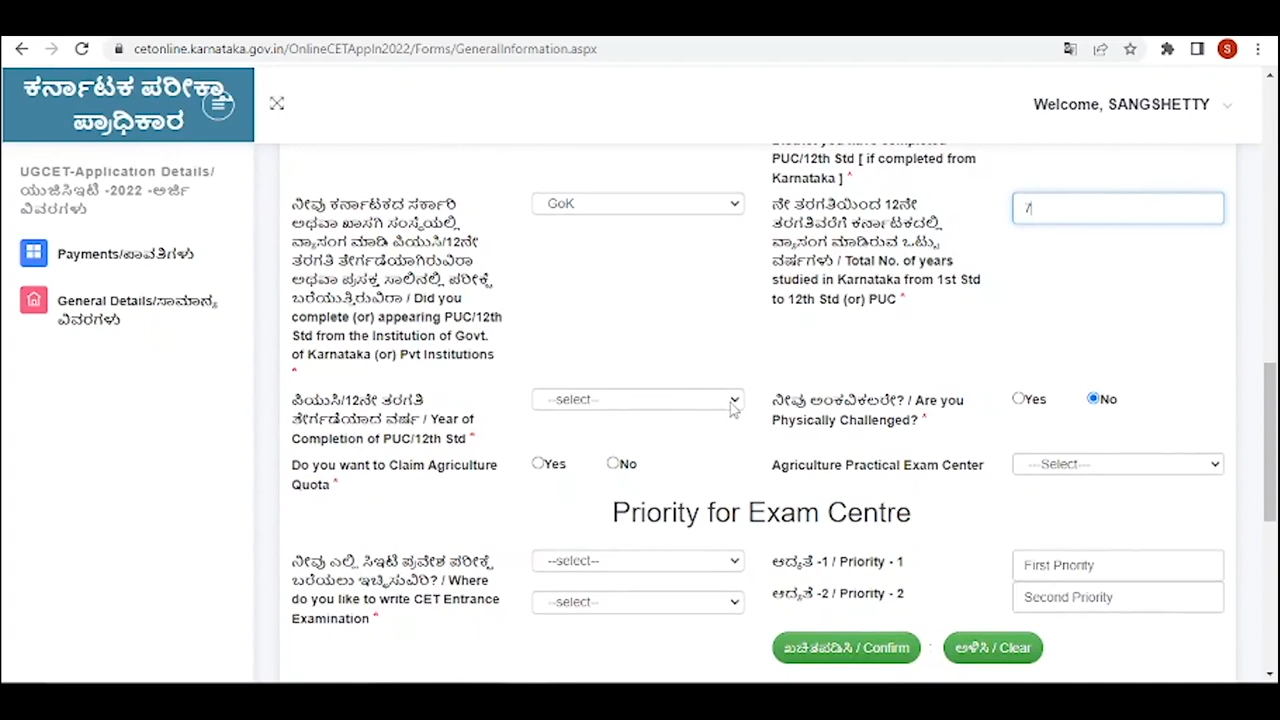 cetonline.karnataka.gov.in/OnlineCETAppIn2022/Forms/GeneralInformation.aspx
S
ಕರ್ನಾಟಕ ಪರೀಕ್ಷಾ
ಪ್ರಾಧಿಕಾರ
Welcome, SANGSHETTY
UGCET-Application Details/
ಯುಜಿಸಿಇಟಿ -2022 -ಅರ್ಜಿ
ವಿವರಗಳು
Payments/ಪಾವತಿಗಳು
General Details/ಸಾಮಾನ್ಯ
ವಿವರಗಳು
PUC/12th Std [ if completed from
Karnataka ] *
ನೀವು ಕರ್ನಾಟಕದ ಸರ್ಕಾರಿ
ಅಥವಾ ಖಾಸಗಿ ಸಂಸ್ಥೆಯಲ್ಲಿ
ವ್ಯಾಸಂಗ ಮಾಡಿ ಪಿಯುಸಿ/12ನೇ
ತರಗತಿ ತೇರ್ಗಡೆಯಾಗಿರುವಿರಾ
ಅಥವಾ ಪ್ರಸಕ್ತ ಸಾಲಿನಲ್ಲಿ ಪರೀಕ್ಷೆ
ಬರೆಯುತ್ತಿರುವಿರಾ / Did you
complete (or) appearing PUC/12th
Std from the Institution of Govt.
of Karnataka (or) Pvt Institutions
*
GoK
ನೇ ತರಗತಿಯಿಂದ 12ನೇ
ತರಗತಿವರೆಗೆ ಕರ್ನಾಟಕದಲ್ಲಿ
ವ್ಯಾಸಂಗ ಮಾಡಿರುವ ಒಟ್ಟು
ವರ್ಷಗಳು / Total No. of years
studied in Karnataka from 1st Std
to 12th Std (or) PUC *
7
ಪಿಯುಸಿ/12ನೇ ತರಗತಿ
ತೇರ್ಗಡೆಯಾದ ವರ್ಷ / Year of
Completion of PUC/12th Std *
--select--
ನೀವು ಅಂಕವಿಕಲರೇ? / Are you
Physically Challenged? *
Yes No
Do you want to Claim Agriculture
Quota *
Yes No
Agriculture Practical Exam Center
---Select---
Priority for Exam Centre
ನೀವು ಎಲ್ಲಿ ಸಿಇಟಿ ಪ್ರವೇಶ ಪರೀಕ್ಷೆ
ಬರೆಯಲು ಇಚ್ಛಿಸುವಿರಿ? / Where
do you like to write CET Entrance
Examination *
--select--
--select--
ಆದ್ಯತೆ -1 / Priority - 1
First Priority
ಆದ್ಯತೆ -2 / Priority - 2
Second Priority
ಖಚಿತಪಡಿಸಿ / Confirm
ಅಳಿಸಿ / Clear